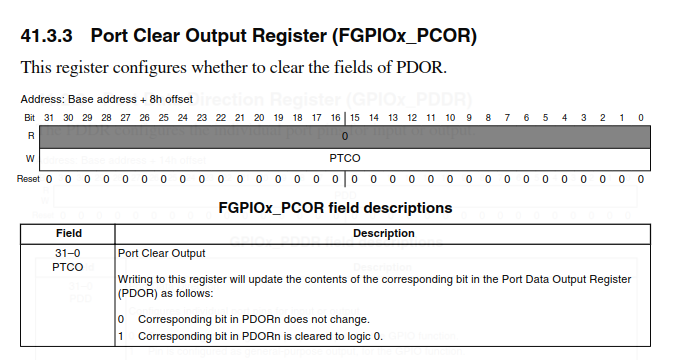 41.3.3 Port Clear Output Register (FGPIOx_PCOR)
This register configures whether to clear the fields of PDOR.
Address: Base address + 8h offset
Bit 31 30 29 28 27 26 25 24 23 22 21 20 19 18 17 16 15 14 13 12 11 10 9 8 7 6 5 4 3 2 1 0
R 0
W PTCO
Reset 0 0 0 0 0 0 0 0 0 0 0 0 0 0 0 0 0 0 0 0 0 0 0 0 0 0 0 0 0 0 0 0
FGPIOx_PCOR field descriptions
Field Description
31–0 Port Clear Output
PTCO
Writing to this register will update the contents of the corresponding bit in the Port Data Output Register
(PDOR) as follows:
0 Corresponding bit in PDORn does not change.
1 Corresponding bit in PDORn is cleared to logic 0.